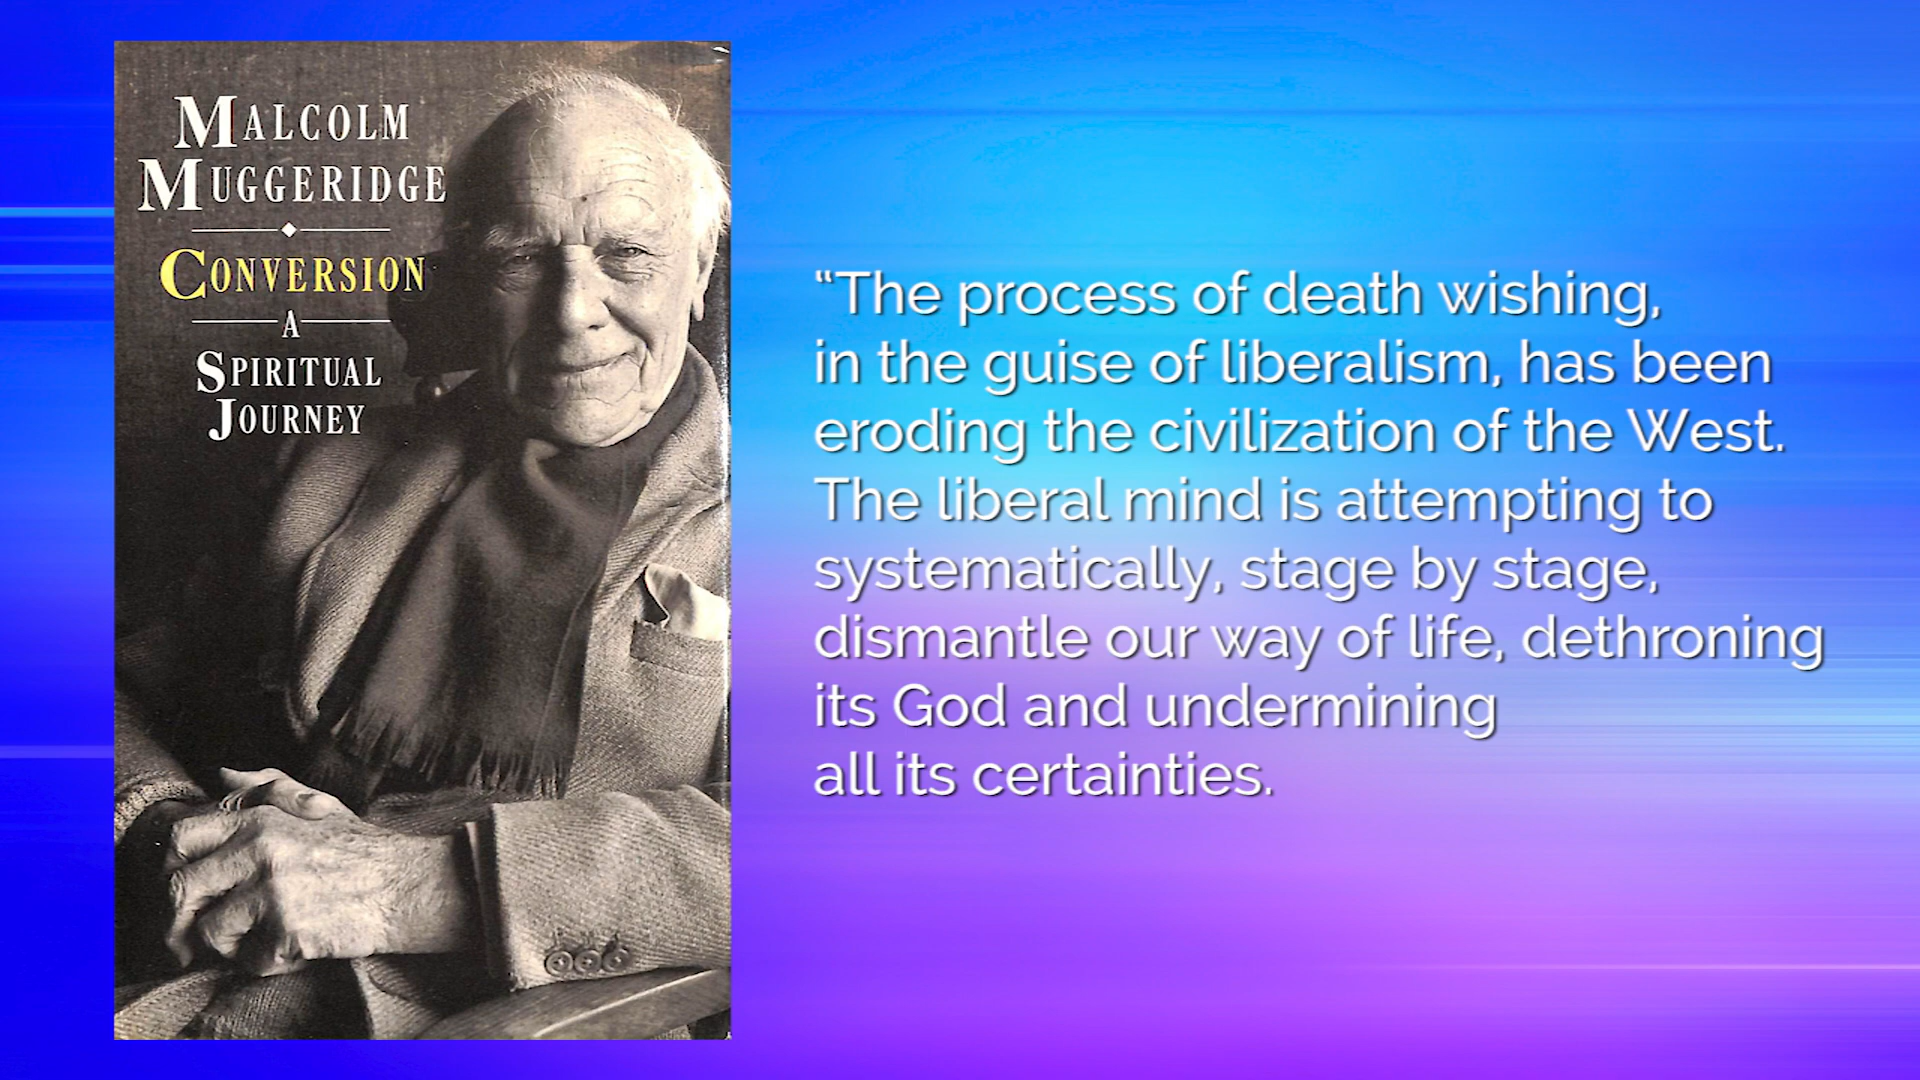 MALCOLM
MUGGERIDGE
CONVERSION
A
SPIRITUAL
JOURNEY
“The process of death wishing,
in the guise of liberalism, has been
eroding the civilization of the West.
The liberal mind is attempting to
systematically, stage by stage,
dismantle our way of life, dethroning
its God and undermining
all its certainties.